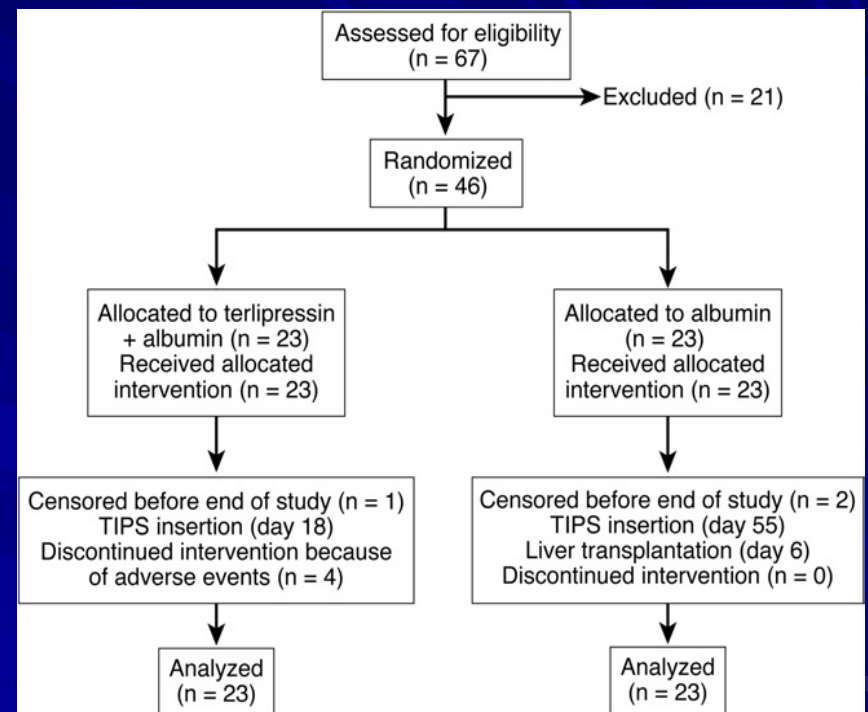 Assessed for eligibility
(n = 67)
Excluded (n = 21)
Randomized
(n = 46)
Allocated to terlipressin
+ albumin (n = 23)
Received allocated
intervention (n = 23)
Allocated to albumin
(n = 23)
Received allocated
intervention (n = 23)
Censored before end of study (n = 1)
TIPS insertion (day 18)
Discontinued intervention because
of adverse events (n = 4)
Censored before end of study (n = 2)
TIPS insertion (day 55)
Liver transplantation (day 6)
Discontinued intervention (n = 0)
Analyzed
(n = 23)
Analyzed
(n = 23)